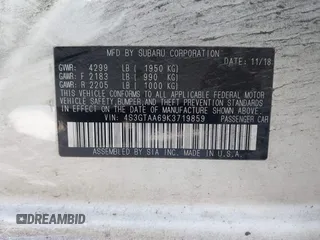 MFD BY SUBARU CORPORATION
DATE: 11/18
GVWR: 4299 LB ( 1950 KG)
GAWR: F 2183 LB ( 990 KG)
GAWR: R 2205 LB ( 1000 KG)
THIS VEHICLE CONFORMS TO ALL APPLICABLE FEDERAL MOTOR
VEHICLE SAFETY, BUMPER, AND THEFT PREVENTION STANDARDS
IN EFFECT ON THE DATE OF MANUFACTURE SHOWN ABOVE.
VIN: 4S3GTAA69K3719859 PASSENGER CAR
ASSEMBLED BY SIA INC. MADE IN U.S.A.
DREAMBID